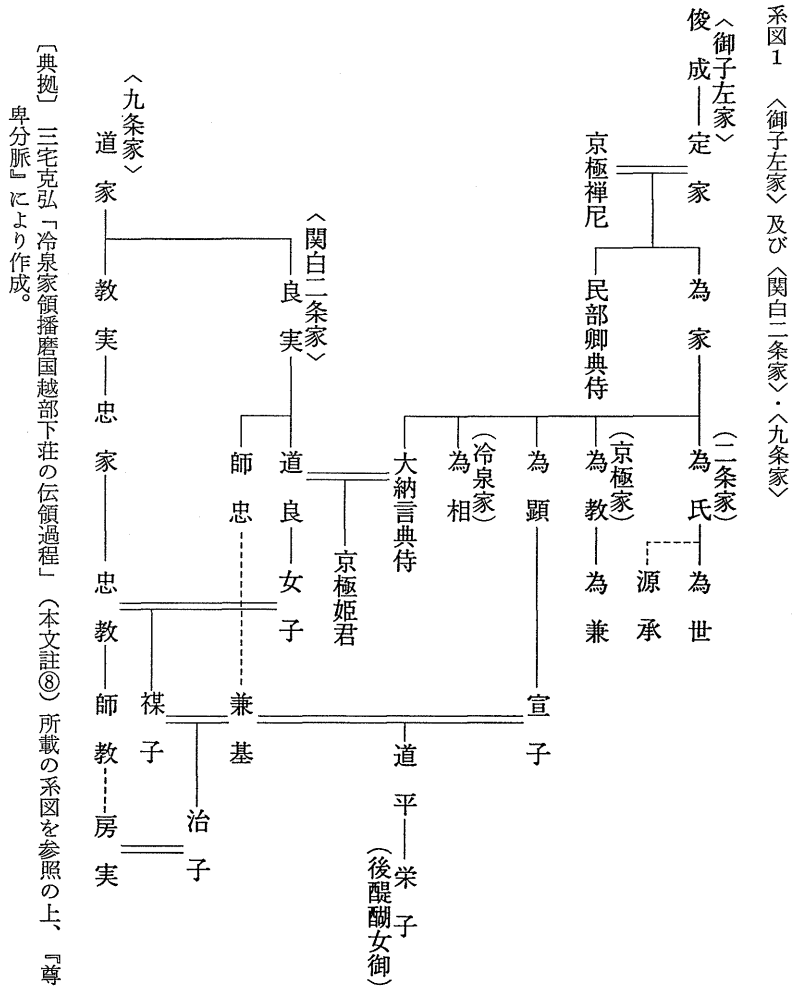 系図1　〈御子左家〉及び〈関白二条家〉・〈九条家〉
〈御子左家〉
俊成
定家
京極禅尼
為家
民部卿典侍
（二条家）
為氏
（京極家）
為教
為顕
（冷泉家）
為相
大納言典侍
為世
源承
為兼
宣子
〈関白二条家〉
良実
道良
師忠
京極姫君
女子
兼基
道平
栄子
（後醍醐女御）
〈九条家〉
道家
教実
忠家
忠教
禖子
師教
治子
房実
〔典拠〕　三宅克弘「冷泉家領播磨国越部下荘の伝領過程」（本文註⑧）所載の系図を参照の上、『尊
卑分脈』により作成。